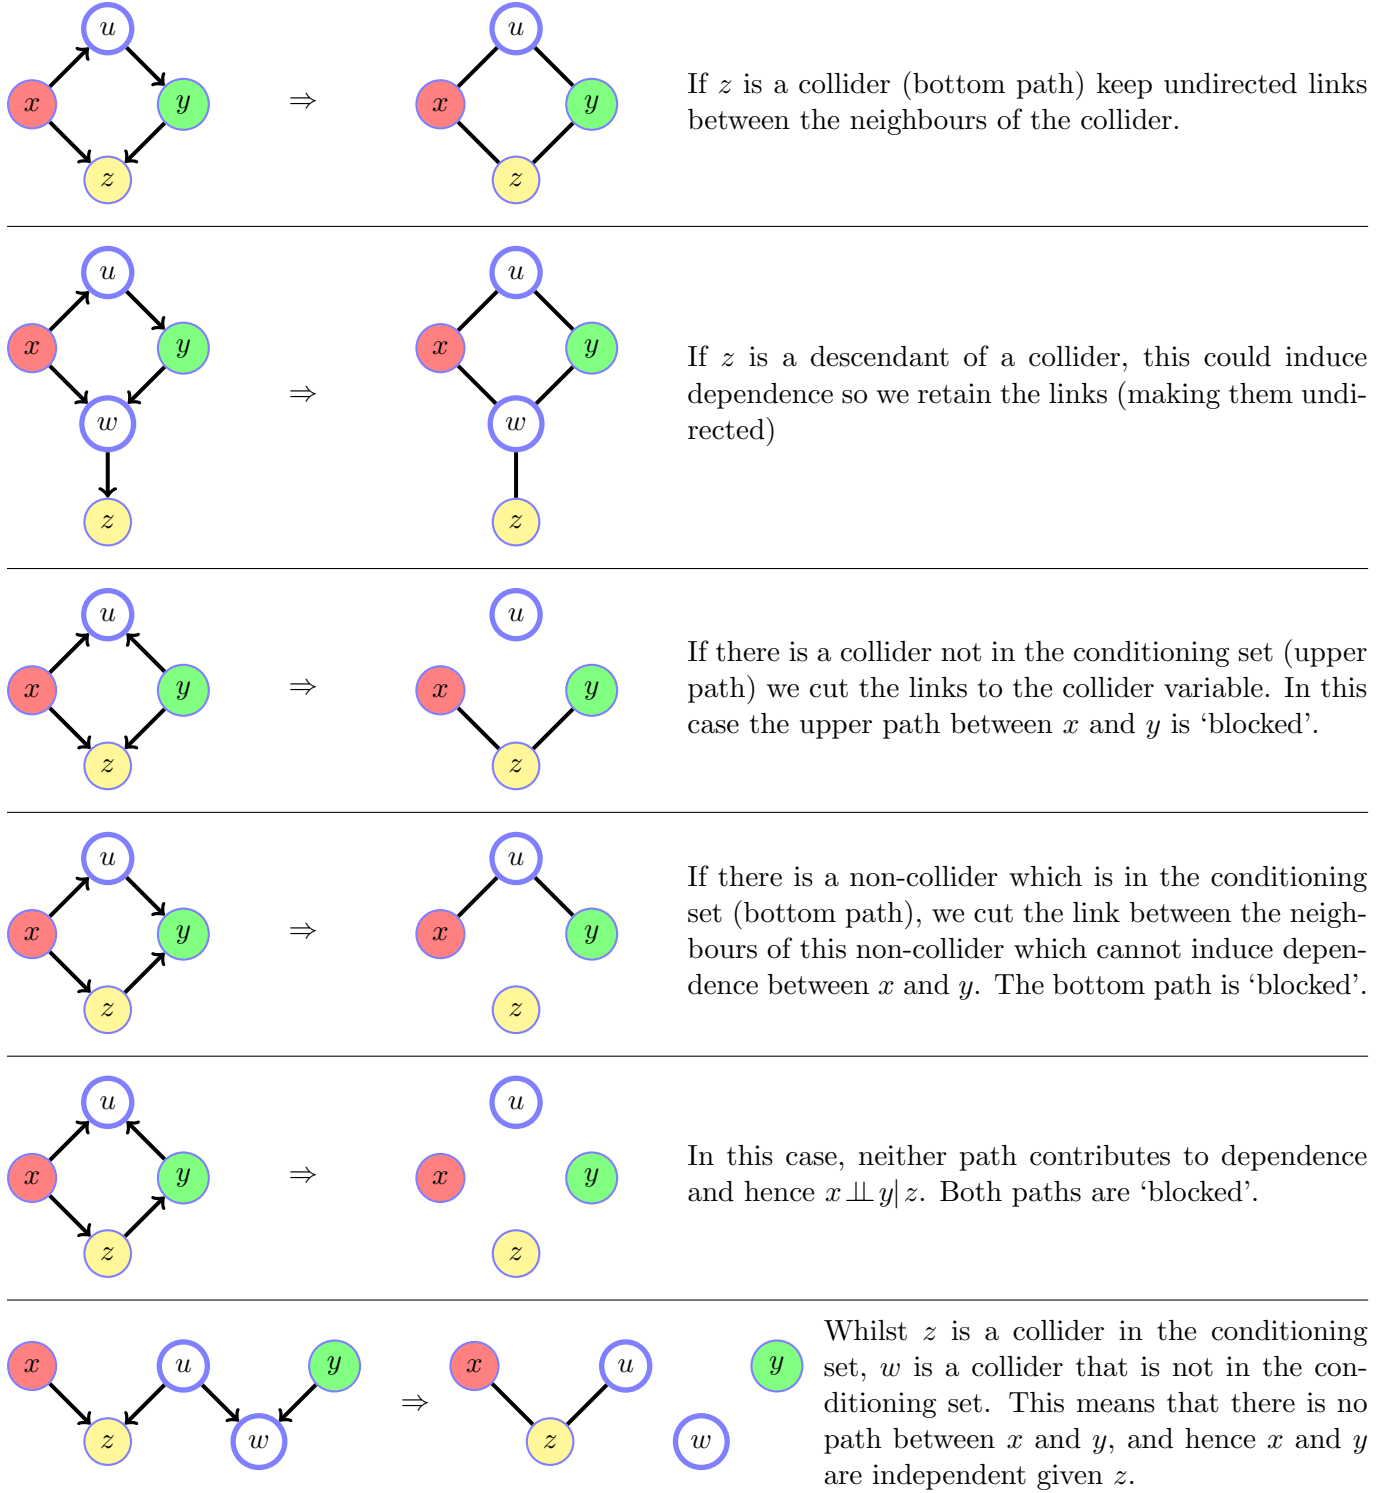 u u
x y ⇒ x y
z z
If z is a collider (bottom path) keep undirected links
between the neighbours of the collider.
u u
x y x y
⇒
w w
z z
If z is a descendant of a collider, this could induce
dependence so we retain the links (making them undi-
rected)
u u
x y ⇒ x y
z z
If there is a collider not in the conditioning set (upper
path) we cut the links to the collider variable. In this
case the upper path between x and y is ‘blocked’.
u u
x y ⇒ x y
z z
If there is a non-collider which is in the conditioning
set (bottom path), we cut the link between the neigh-
bours of this non-collider which cannot induce depen-
dence between x and y. The bottom path is ‘blocked’.
u u
x y ⇒ x y
z z
In this case, neither path contributes to dependence
and hence x ⫫ y| z. Both paths are ‘blocked’.
x u y x u y
⇒
z w z w
Whilst z is a collider in the conditioning
set, w is a collider that is not in the con-
ditioning set. This means that there is no
path between x and y, and hence x and y
are independent given z.